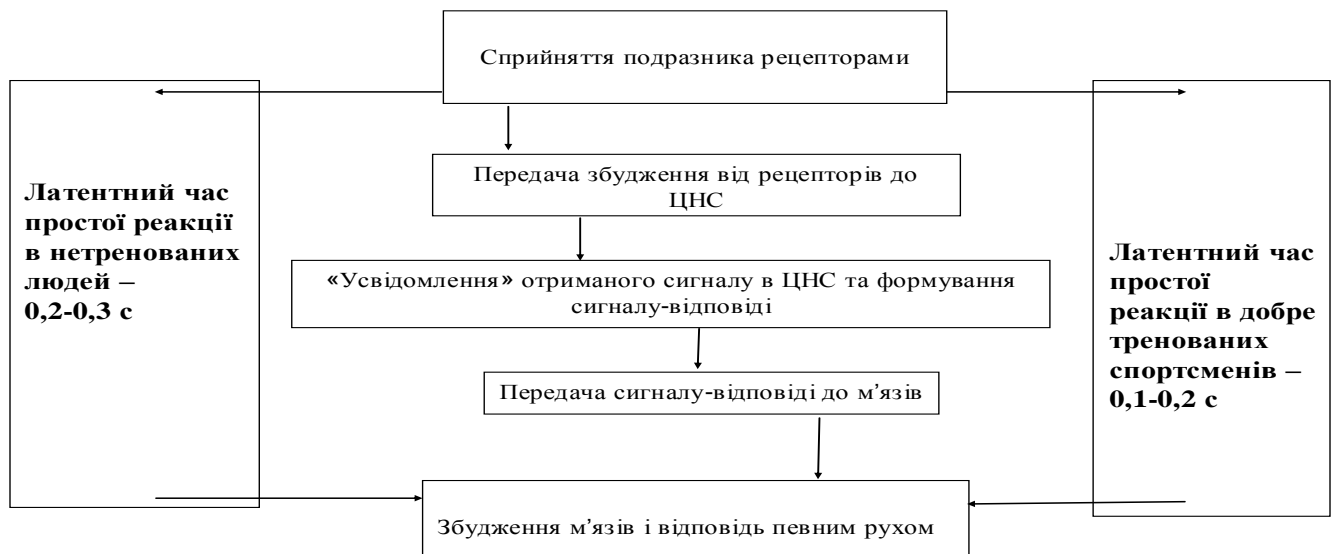 Сприйняття подразника рецепторами
Латентний час
простої реакції
в нетренованих
людей –
0,2-0,3 с
Передача збудження від рецепторів до
ЦНС
«Усвідомлення» отриманого сигналу в ЦНС та формування
сигналу-відповіді
Передача сигналу-відповіді до м’язів
Збудження м’язів і відповідь певним рухом
Латентний час
простої
реакції в добре
тренованих
спортсменів –
0,1-0,2 с